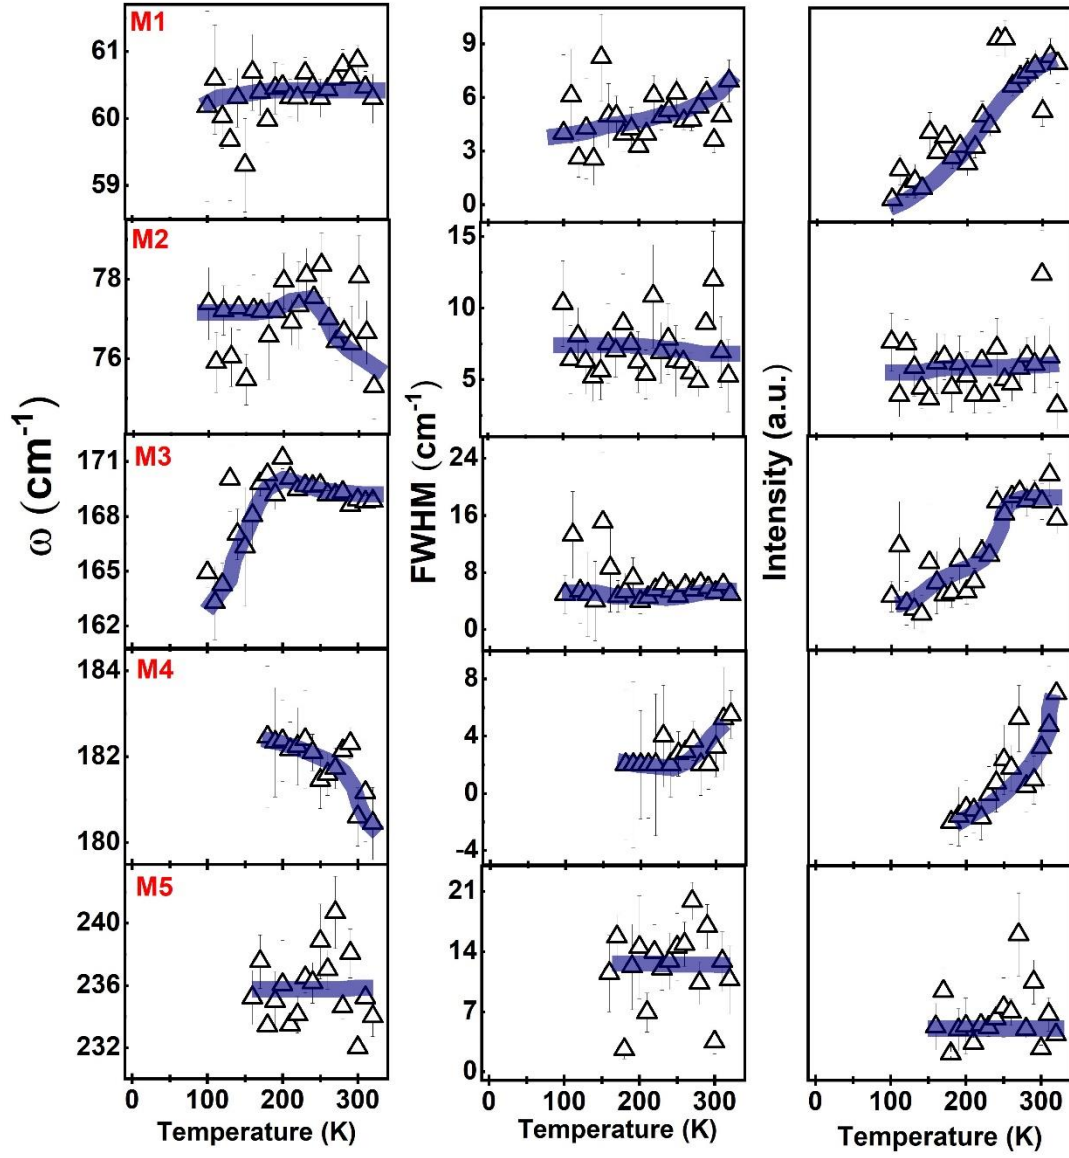 M1
61
60
59
9
6
3
0
M2
78
76
15
10
5
M3
171
168
165
162
24
16
8
0
M4
184
182
180
8
4
0
-4
M5
240
236
232
21
14
7
0
ω (cm-1)
FWHM (cm-1)
Intensity (a.u.)
0 100 200 300
0 100 200 300
0 100 200 300
Temperature (K)
Temperature (K)
Temperature (K)